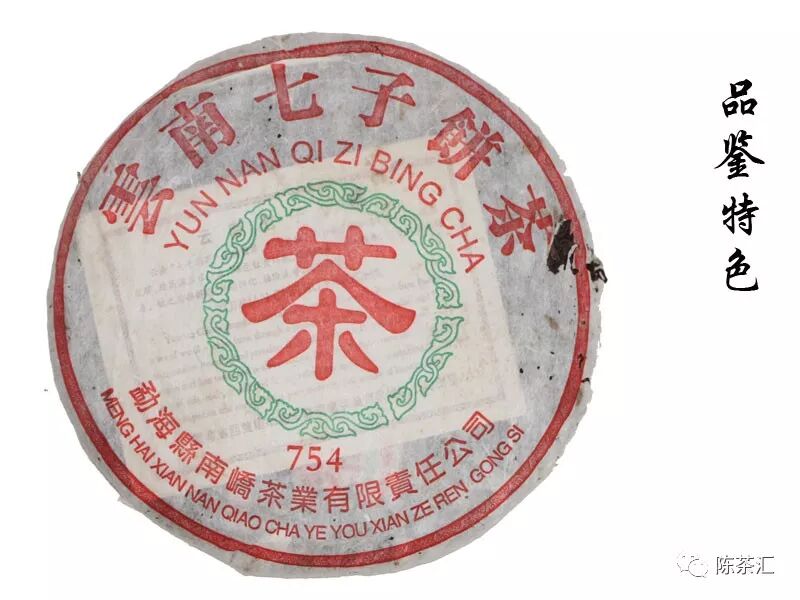 雲南七子餅茶
YUN NAN QI ZI BING CHA
茶
754
勐海縣南嶠茶業有限責任公司
MENG HAI XIAN NAN QIAO CHA YE YOU XIAN ZE REN GONG SI
品鉴特色
陈茶汇